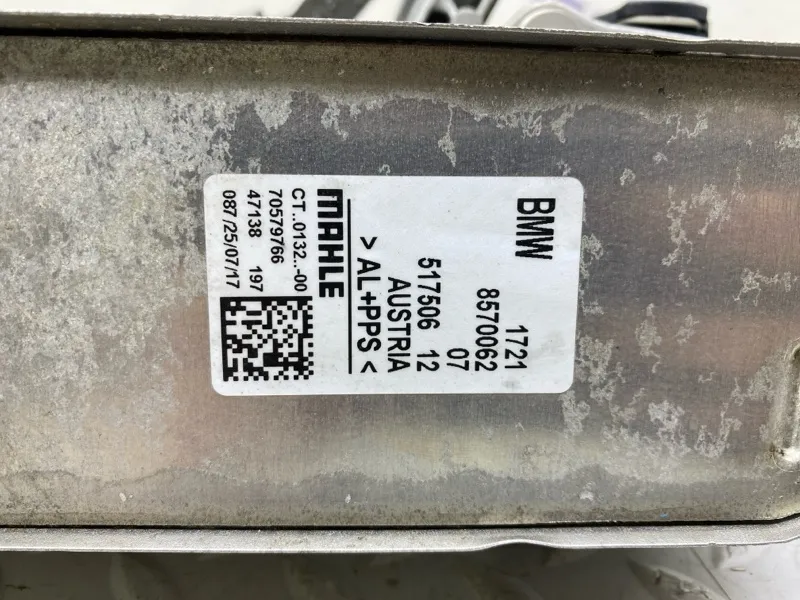 BMW
1721
8570062
07
517506 12
AUSTRIA
> AL+PPS <
MAHLE
CT..0132..-00
70579766
47138 197
087/25/07/17